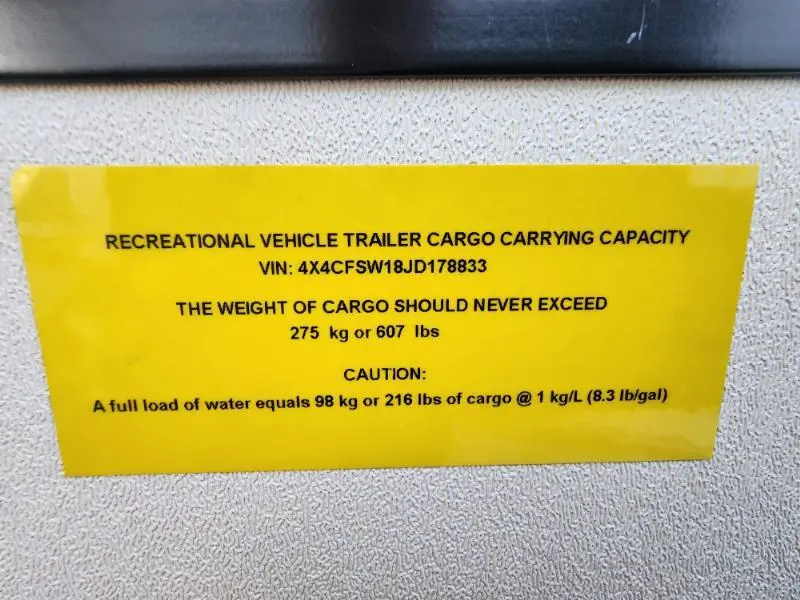 RECREATIONAL VEHICLE TRAILER CARGO CARRYING CAPACITY
VIN: 4X4CFSW18JD178833
THE WEIGHT OF CARGO SHOULD NEVER EXCEED
275 kg or 607 lbs
CAUTION:
A full load of water equals 98 kg or 216 lbs of cargo @ 1 kg/L (8.3 lb/gal)